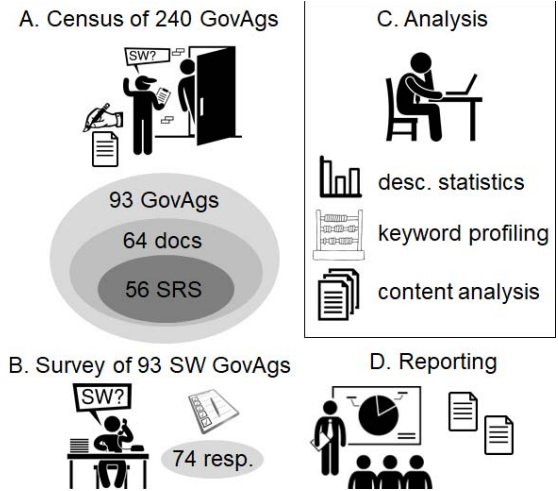 A. Census of 240 GovAgs
SW?
93 GovAgs
64 docs
56 SRS
B. Survey of 93 SW GovAgs
SW?
74 resp.
C. Analysis
desc. statistics
keyword profiling
content analysis
D. Reporting